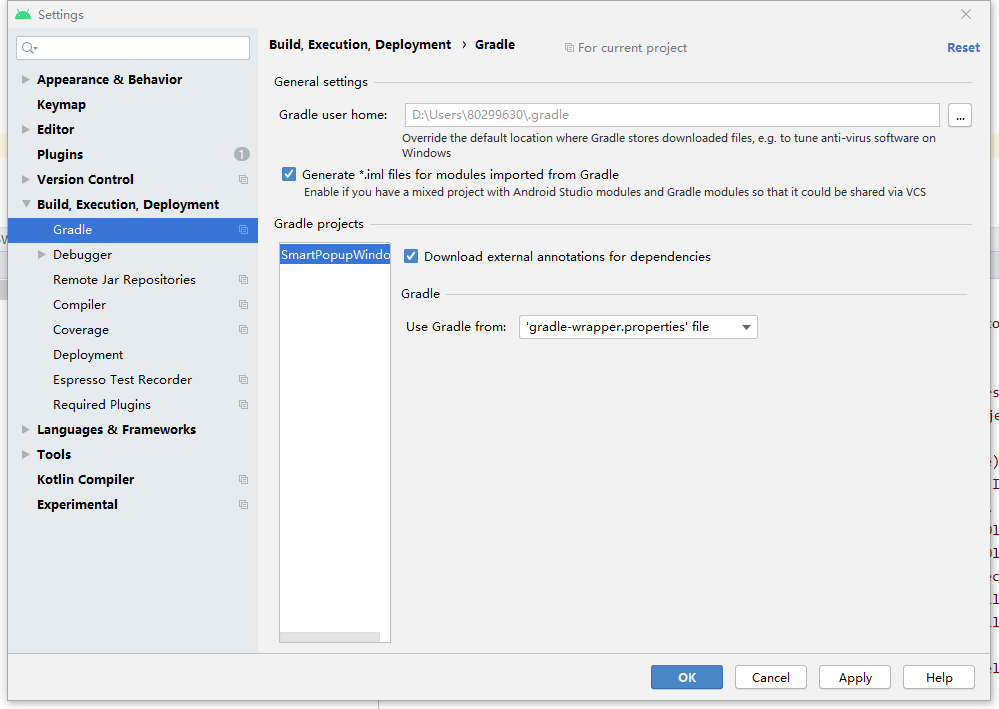 Settings
Appearance & Behavior
Keymap
Editor
Plugins 1
Version Control
Build, Execution, Deployment
Gradle
Debugger
Remote Jar Repositories
Compiler
Coverage
Deployment
Espresso Test Recorder
Required Plugins
Languages & Frameworks
Tools
Kotlin Compiler
Experimental
Build, Execution, Deployment › Gradle For current project Reset
General settings
Gradle user home: D:\Users\80299630\.gradle ...
Override the default location where Gradle stores downloaded files, e.g. to tune anti-virus software on
Windows
Generate *.iml files for modules imported from Gradle
Enable if you have a mixed project with Android Studio modules and Gradle modules so that it could be shared via VCS
Gradle projects
SmartPopupWindo
Download external annotations for dependencies
Gradle
Use Gradle from: 'gradle-wrapper.properties' file
OK Cancel Apply Help